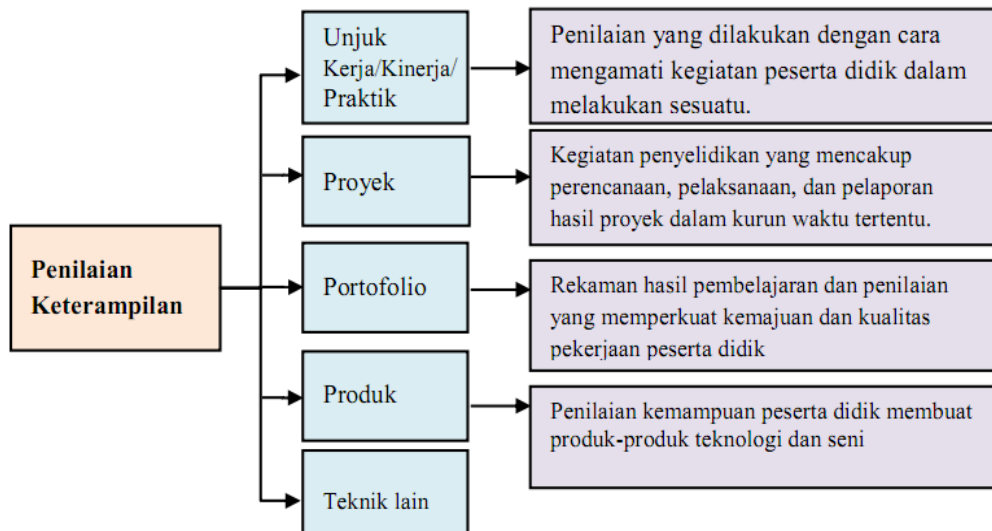 Penilaian
Keterampilan
Unjuk
Kerja/Kinerja/
Praktik
Penilaian yang dilakukan dengan cara
mengamati kegiatan peserta didik dalam
melakukan sesuatu.
Proyek
Kegiatan penyelidikan yang mencakup
perencanaan, pelaksanaan, dan pelaporan
hasil proyek dalam kurun waktu tertentu.
Portofolio
Rekaman hasil pembelajaran dan penilaian
yang memperkuat kemajuan dan kualitas
pekerjaan peserta didik
Produk
Penilaian kemampuan peserta didik membuat
produk-produk teknologi dan seni
Teknik lain